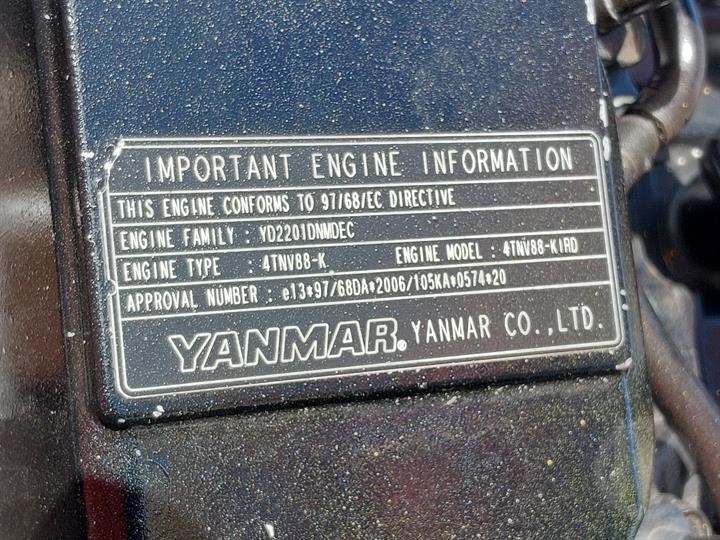 IMPORTANT ENGINE INFORMATION
THIS ENGINE CONFORMS TO 97/68/EC DIRECTIVE
ENGINE FAMILY : YD2201DNMDEC
ENGINE TYPE : 4TNV88-K ENGINE MODEL : 4TNV88-KIRD
APPROVAL NUMBER : e13*97/68DA*2006/105KA*0574*20
YANMAR® YANMAR CO.,LTD.